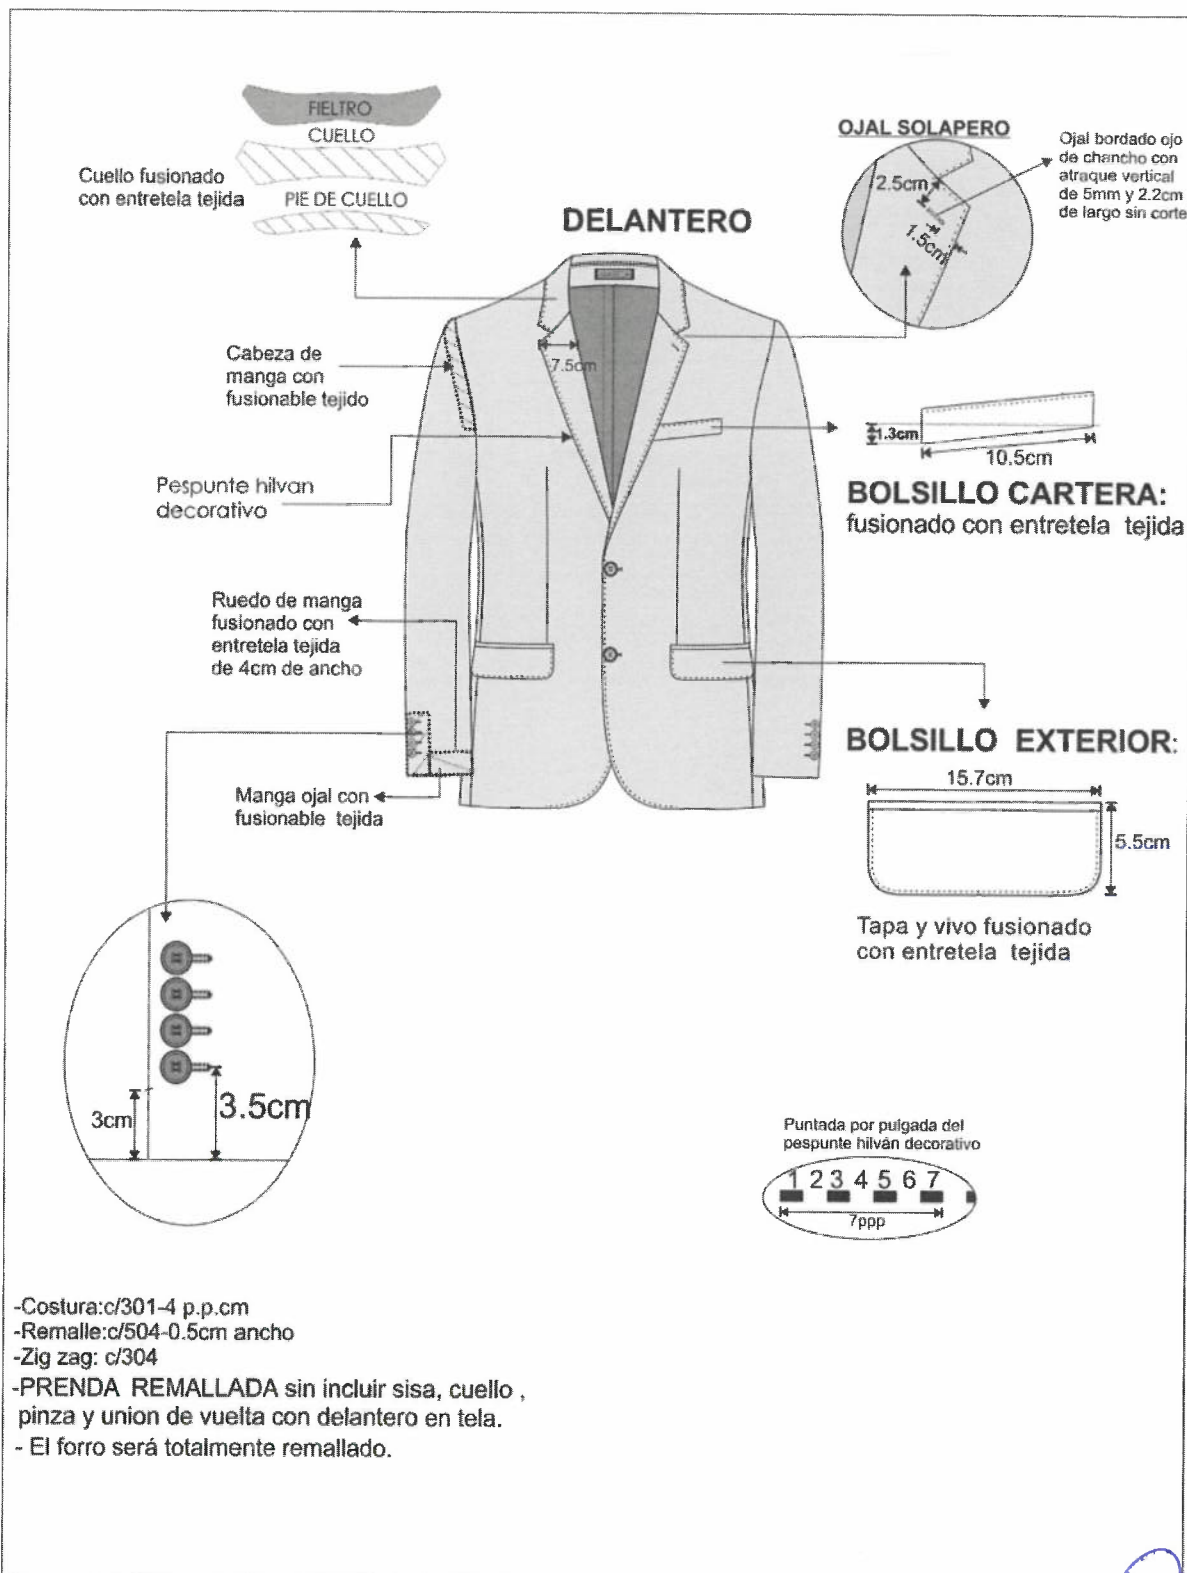 FIELTRO
CUELLO
Cuello fusionado
con entretela tejida
PIE DE CUELLO
DELANTERO
OJAL SOLAPERO
2.5cm
1.5cm
Ojal bordado ojo
de chancho con
atraque vertical
de 5mm y 2.2cm
de largo sin corte
7.5cm
Cabeza de
manga con
fusionable tejido
Pespunte hilvan
decorativo
1.3cm
10.5cm
BOLSILLO CARTERA:
fusionado con entretela tejida
Ruedo de manga
fusionado con
entretela tejida
de 4cm de ancho
Manga ojal con
fusionable tejida
BOLSILLO EXTERIOR:
15.7cm
5.5cm
Tapa y vivo fusionado
con entretela tejida
3cm
3.5cm
Puntada por pulgada del
pespunte hilván decorativo
1 2 3 4 5 6 7
7ppp
-Costura:c/301-4 p.p.cm
-Remalle:c/504-0.5cm ancho
-Zig zag: c/304
-PRENDA REMALLADA sin incluir sisa, cuello ,
pinza y union de vuelta con delantero en tela.
- El forro será totalmente remallado.